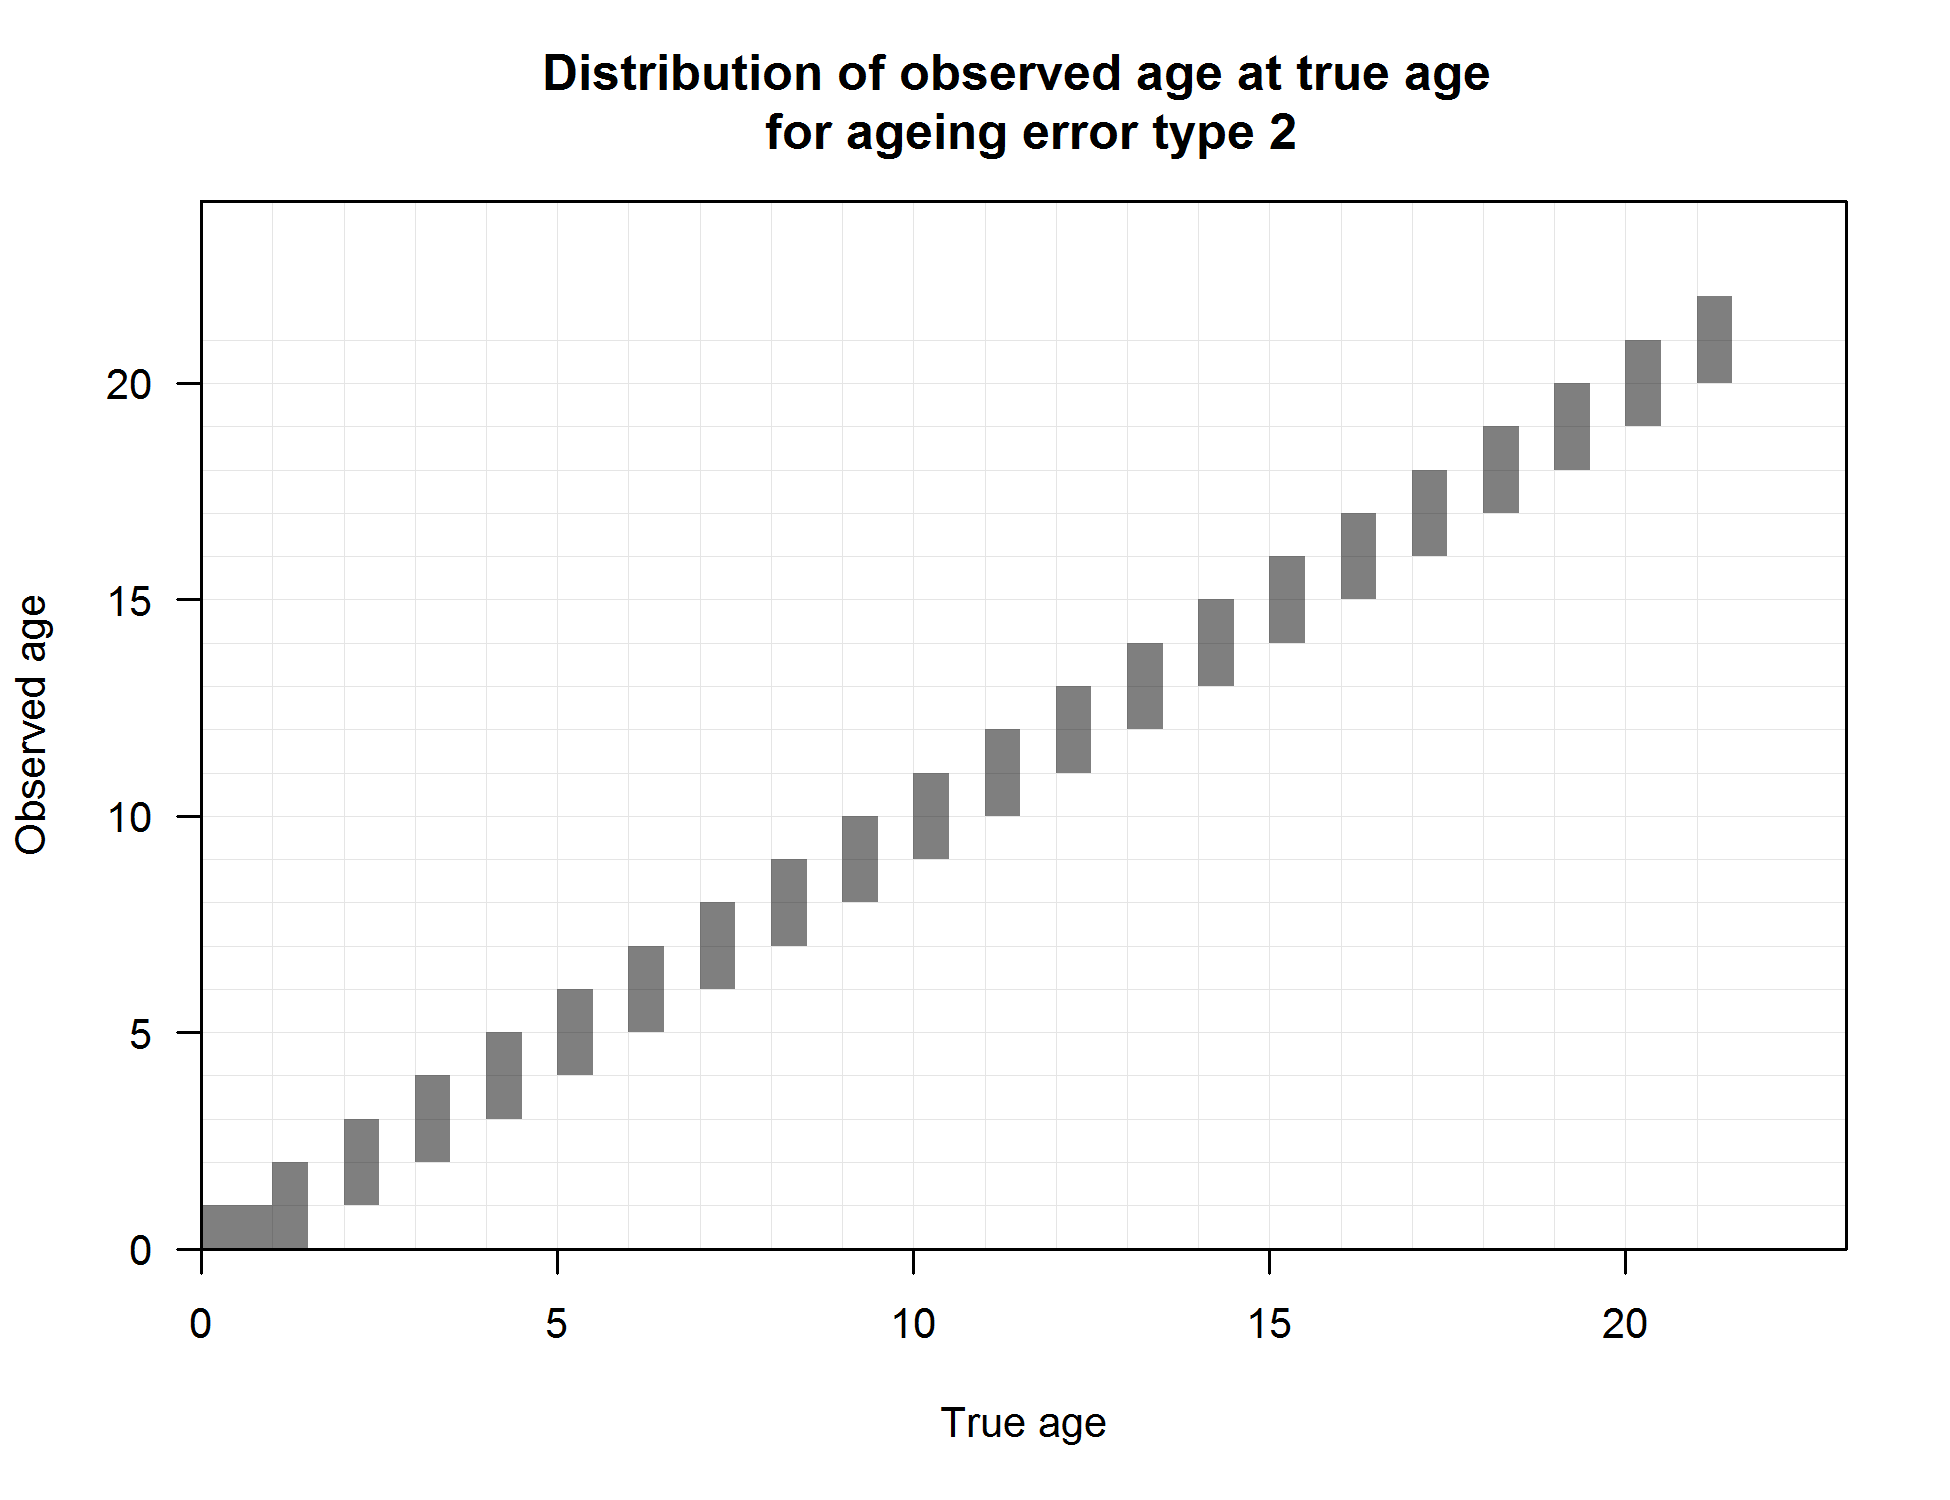 Distribution of observed age at true age
for ageing error type 2
20
15
10
5
0
Observed age
0 5 10 15 20
True age